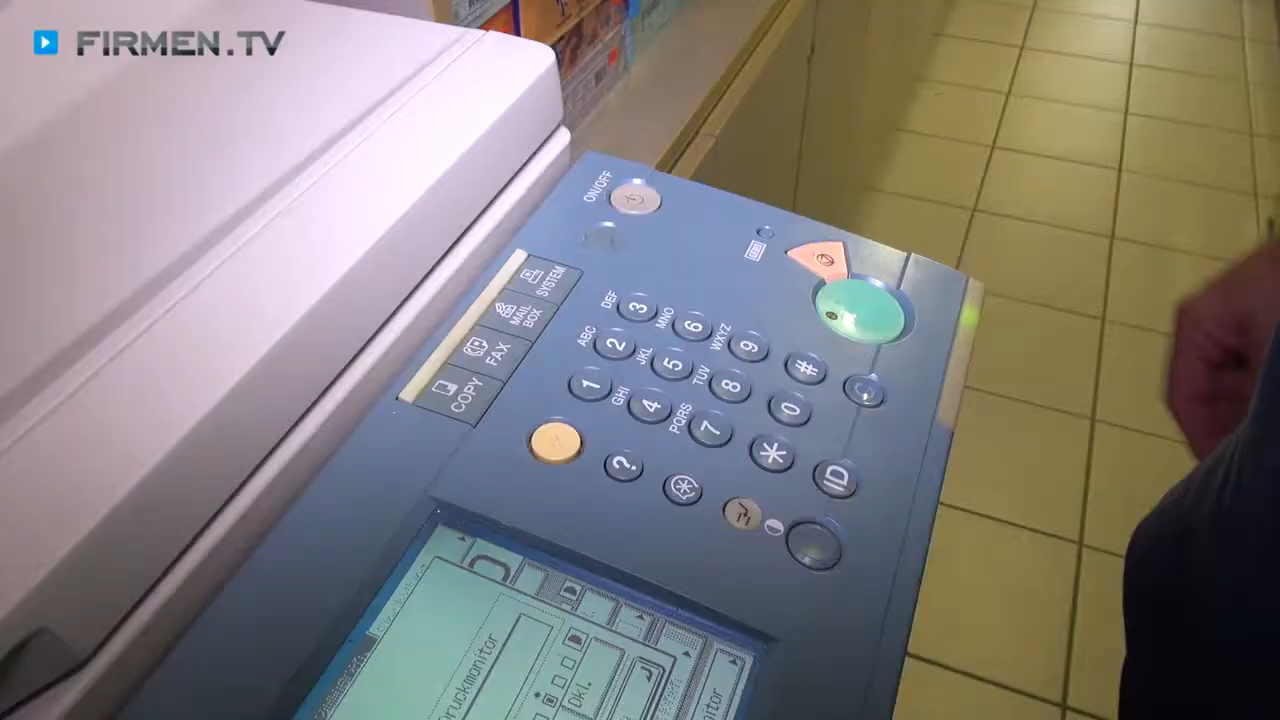 FIRMEN.TV
ON/OFF
SYSTEM
MAIL
BOX
FAX
COPY
DEF
3
MNO
6
WXYZ
9
#
C
ABC
2
JKL
5
TUV
8
0
1
GHI
4
PQRS
7
*
ID
?
Druckmonitor
Dkl.